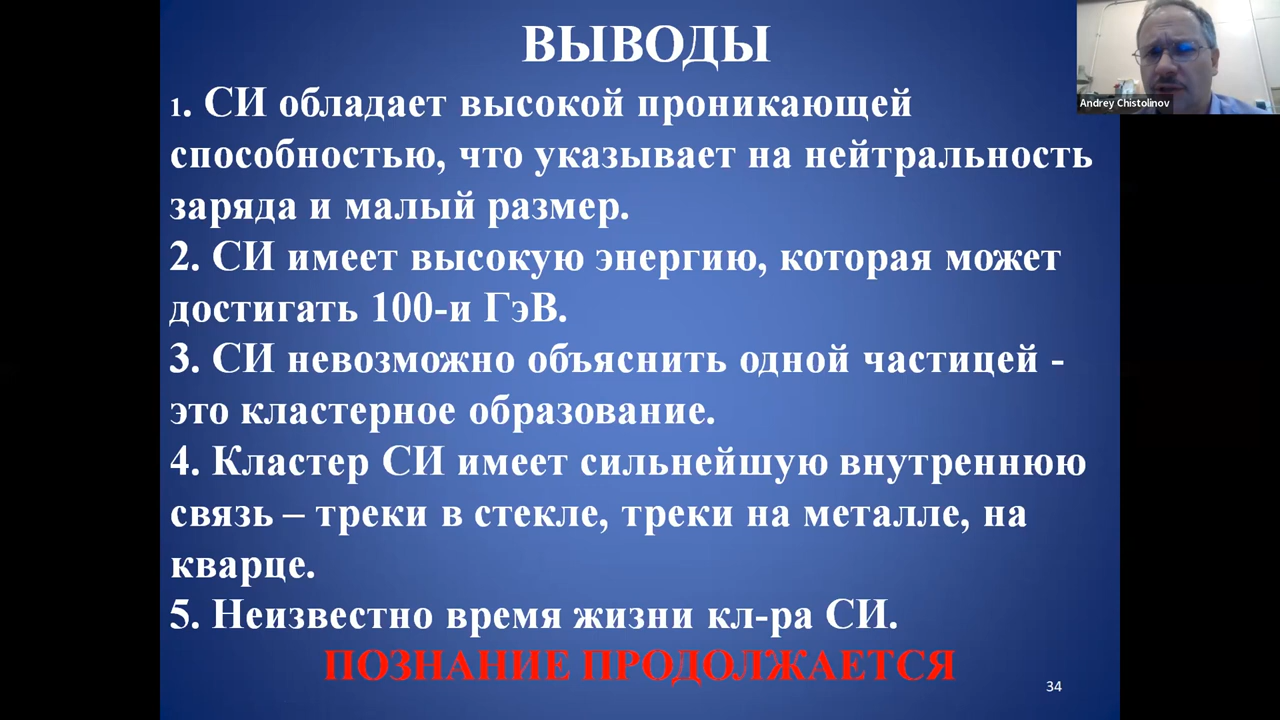 ВЫВОДЫ
Andrey Chistolinov
1. СИ обладает высокой проникающей
способностью, что указывает на нейтральность
заряда и малый размер.
2. СИ имеет высокую энергию, которая может
достигать 100-и ГэВ.
3. СИ невозможно объяснить одной частицей -
это кластерное образование.
4. Кластер СИ имеет сильнейшую внутреннюю
связь – треки в стекле, треки на металле, на
кварце.
5. Неизвестно время жизни кл-ра СИ.
ПОЗНАНИЕ ПРОДОЛЖАЕТСЯ
34